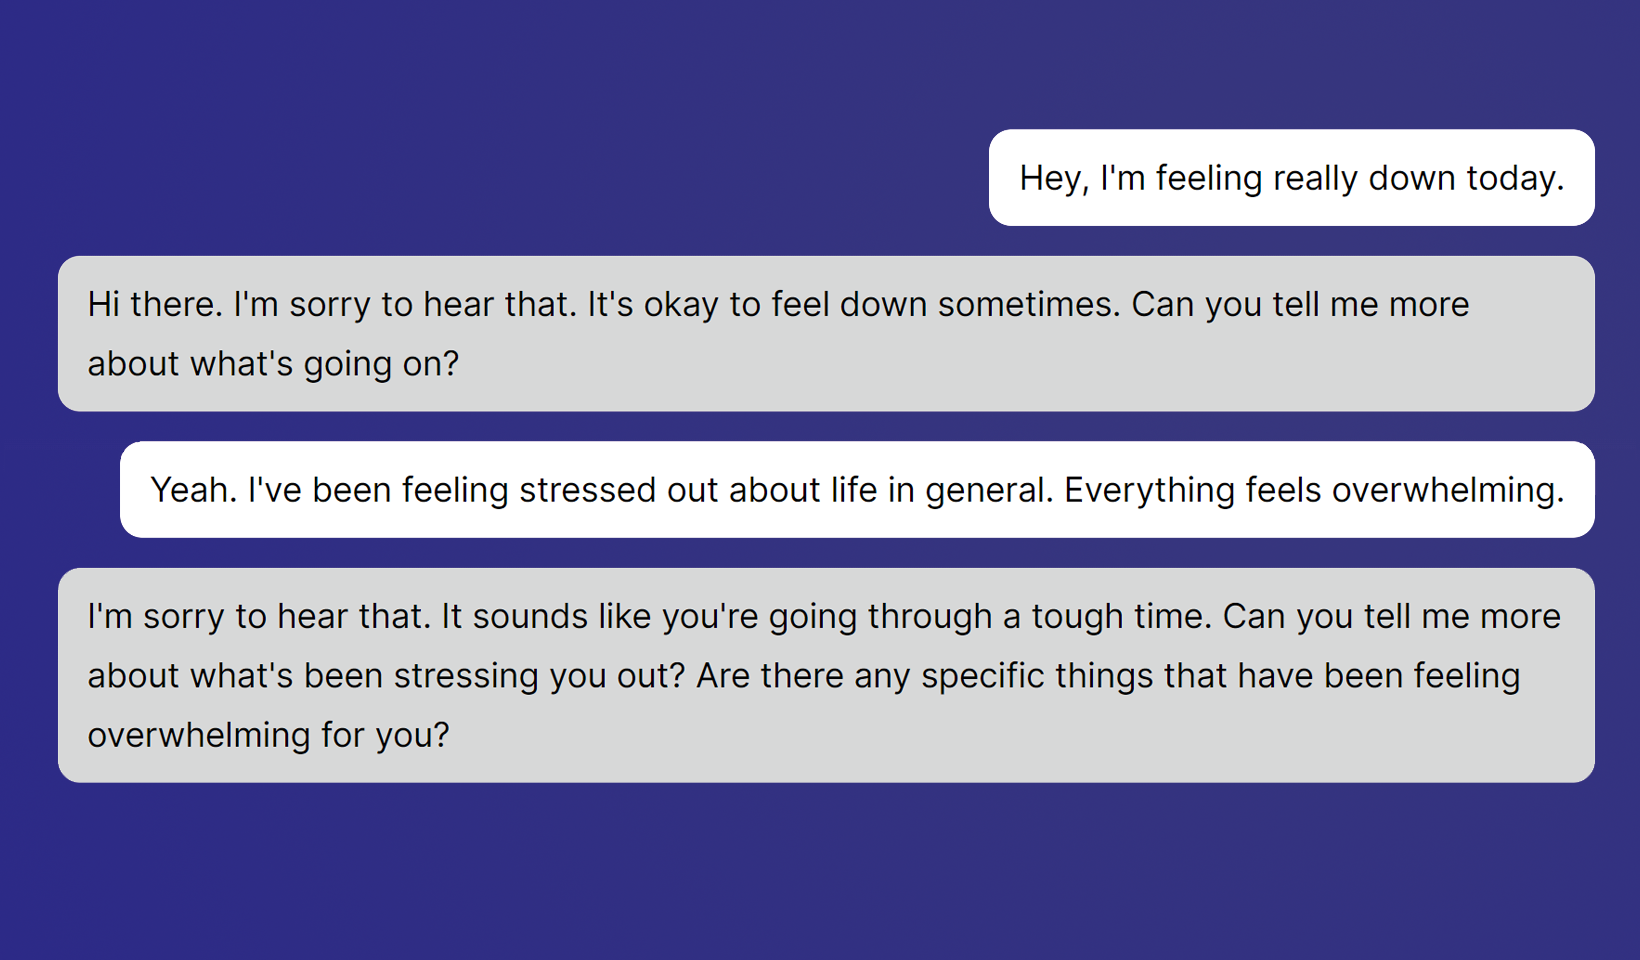 Hey, I'm feeling really down today.
Hi there. I'm sorry to hear that. It's okay to feel down sometimes. Can you tell me more
about what's going on?
Yeah. I've been feeling stressed out about life in general. Everything feels overwhelming.
I'm sorry to hear that. It sounds like you're going through a tough time. Can you tell me more
about what's been stressing you out? Are there any specific things that have been feeling
overwhelming for you?